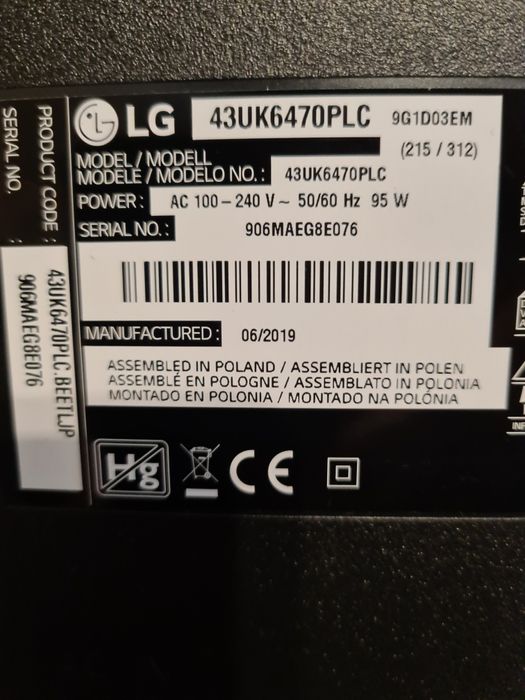 LG 43UK6470PLC 9G1D03EM
(215 / 312)
MODEL / MODELL
MODÈLE / MODELO NO. : 43UK6470PLC
POWER : AC 100 – 240 V ~ 50/60 Hz 95 W
SERIAL NO. : 906MAEG8E076
MANUFACTURED : 06/2019
ASSEMBLED IN POLAND / ASSEMBLIERT IN POLEN
ASSEMBLÉ EN POLOGNE / ASSEMBLATO IN POLONIA
MONTADO EN POLONIA / MONTADO NA POLÓNIA
Hg
CE
PRODUCT CODE : 43UK6470PLC.BEETLJP
SERIAL NO. : 906MAEG8E076